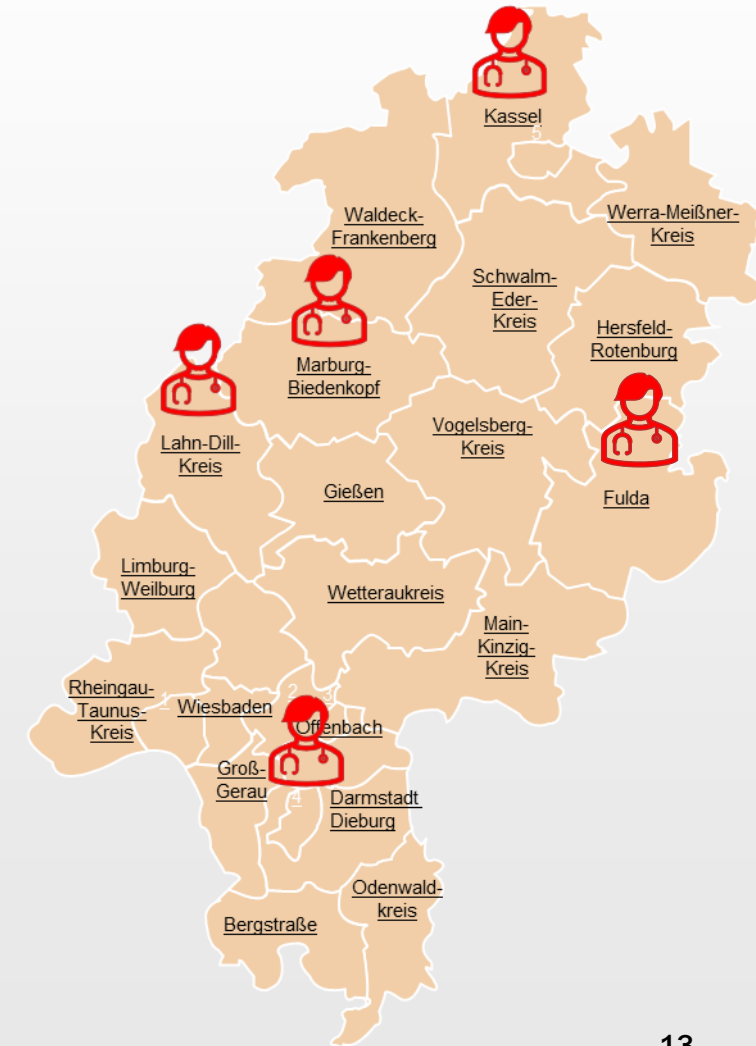 Kassel
5
Waldeck-
Frankenberg
Werra-Meißner-
Kreis
Schwalm-
Eder-
Kreis
Hersfeld-
Rotenburg
Marburg-
Biedenkopf
Lahn-Dill-
Kreis
Vogelsberg-
Kreis
Gießen
Fulda
Limburg-
Weilburg
Wetteraukreis
Main-
Kinzig-
Kreis
Rheingau-
Taunus-
Kreis
1
Wiesbaden
2
3
Offenbach
Groß-
Gerau
4
Darmstadt
Dieburg
Odenwald-
kreis
Bergstraße
13